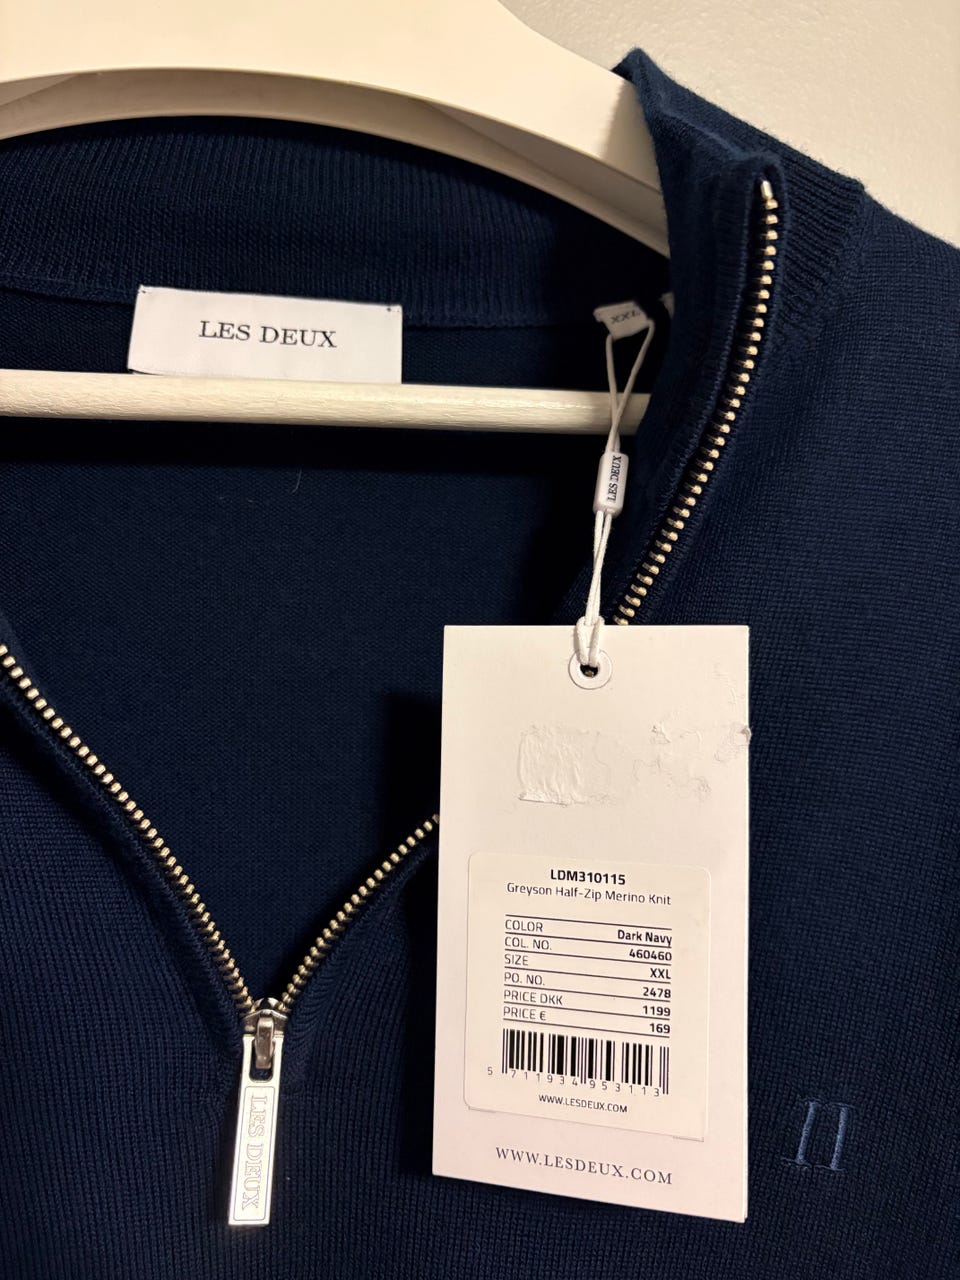 LES DEUX
XXL
LES DEUX
LDM310115
Greyson Half-Zip Merino Knit
COLOR Dark Navy
COL. NO. 460460
SIZE XXL
PO. NO. 2478
PRICE DKK 1199
PRICE € 169
5 711934 953113
WWW.LESDEUX.COM
WWW.LESDEUX.COM
LES DEUX